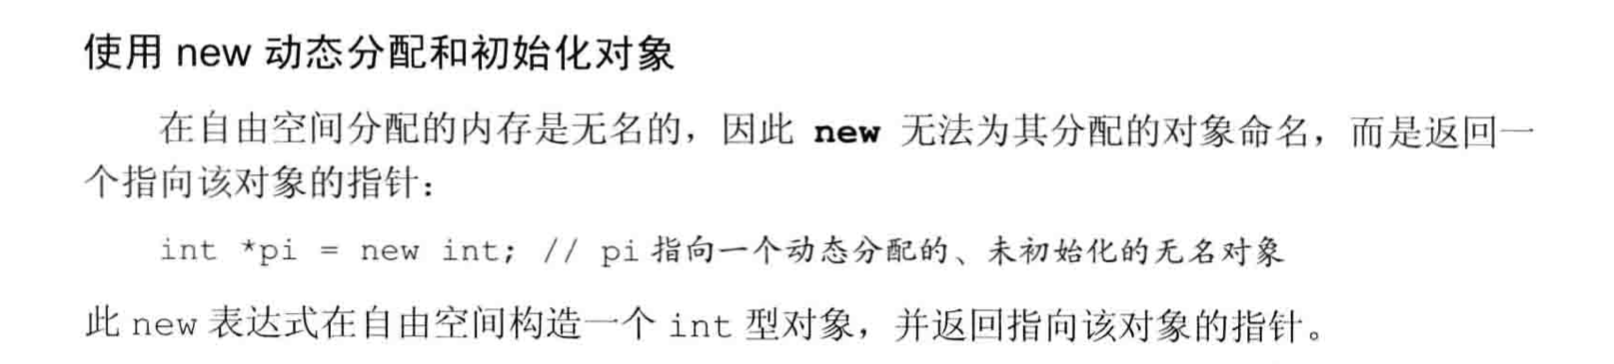 使用 new 动态分配和初始化对象
在自由空间分配的内存是无名的，因此 new 无法为其分配的对象命名，而是返回一
个指向该对象的指针：
int *pi = new int; // pi 指向一个动态分配的、未初始化的无名对象
此 new 表达式在自由空间构造一个 int 型对象，并返回指向该对象的指针。